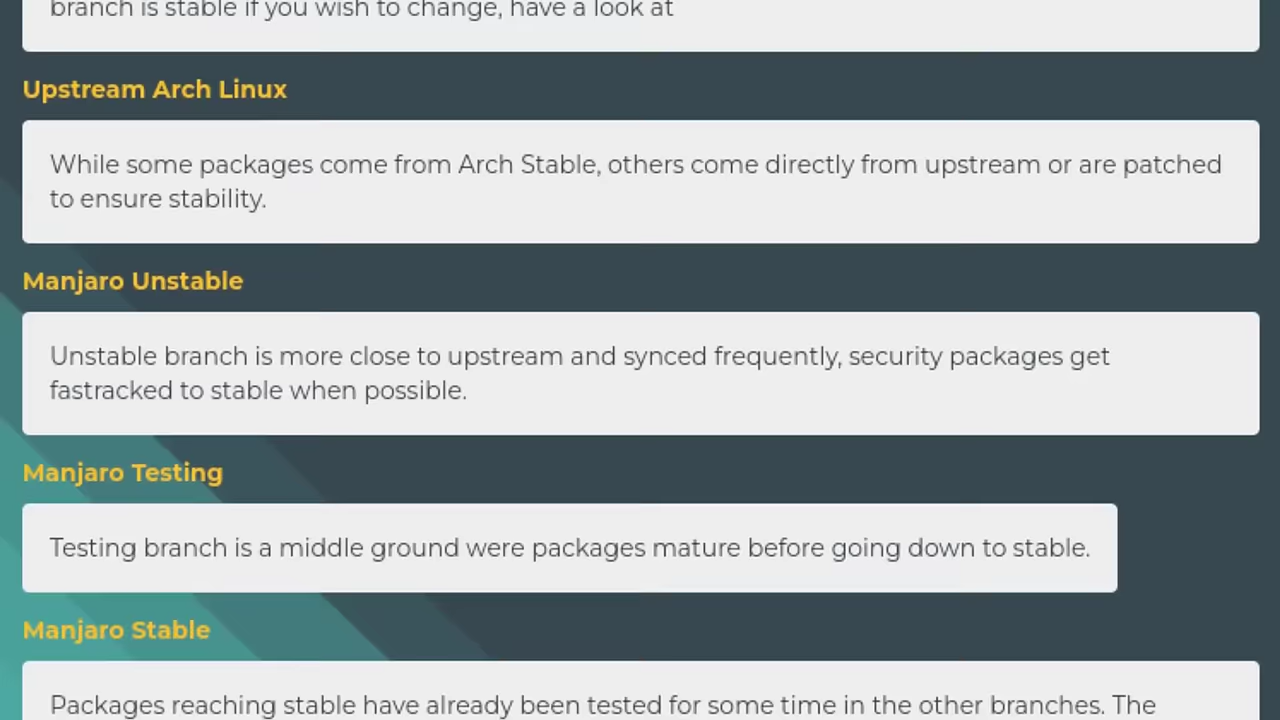 branch is stable if you wish to change, have a look at
Upstream Arch Linux
While some packages come from Arch Stable, others come directly from upstream or are patched
to ensure stability.
Manjaro Unstable
Unstable branch is more close to upstream and synced frequently, security packages get
fastracked to stable when possible.
Manjaro Testing
Testing branch is a middle ground were packages mature before going down to stable.
Manjaro Stable
Packages reaching stable have already been tested for some time in the other branches. The